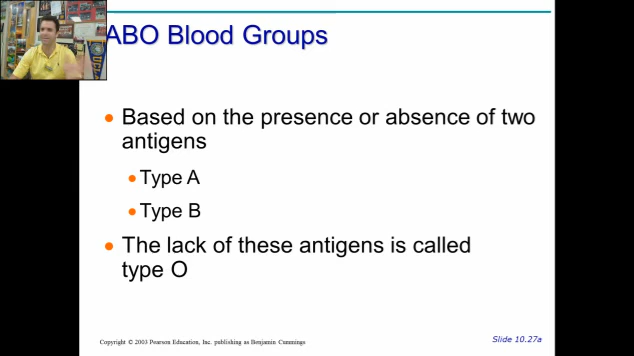 ABO Blood Groups
Based on the presence or absence of two
antigens
Type A
Type B
The lack of these antigens is called
type O
Copyright © 2003 Pearson Education, Inc. publishing as Benjamin Cummings
Slide 10.27a